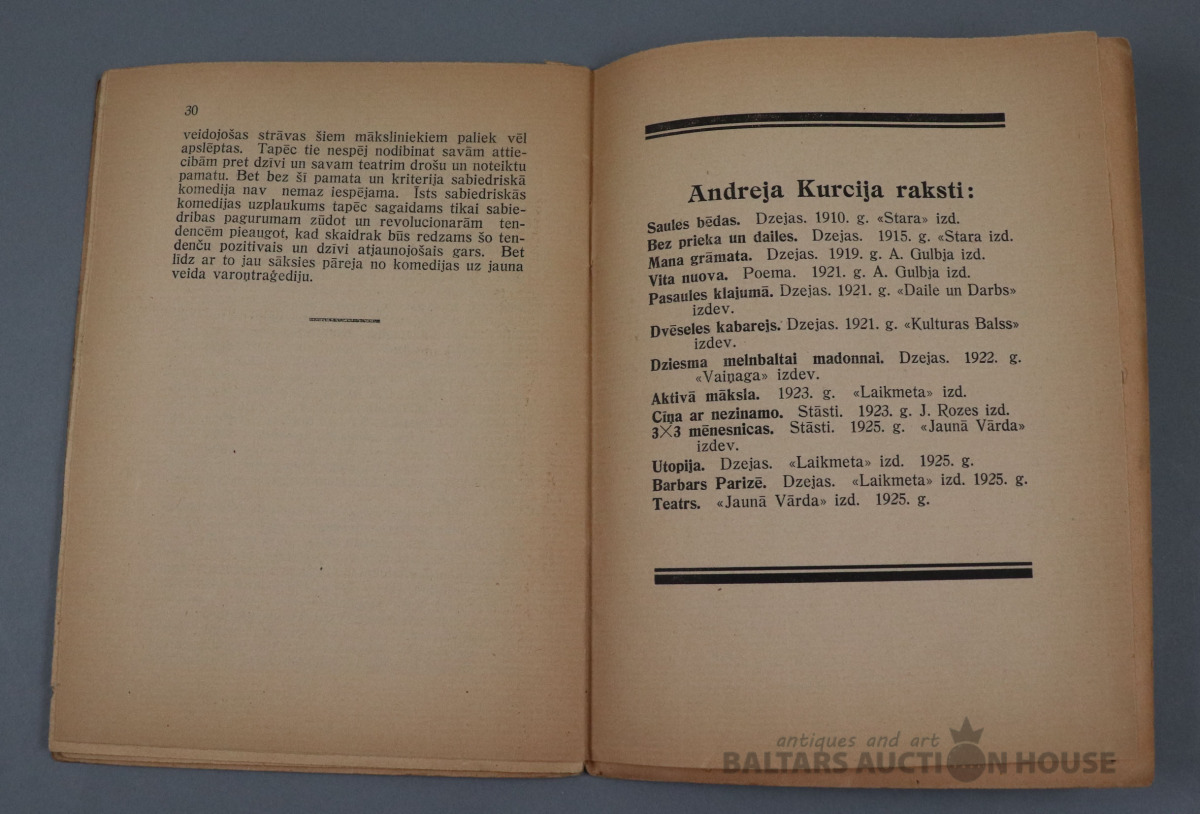 30
veidojošas strāvas šiem māksliniekiem paliek vēl
apslēptas. Tapēc tie nespēj nodibinat savām attie-
cibām pret dzīvi un savam teatrim drošu un noteiktu
pamatu. Bet bez šī pamata un kriterija sabiedriskā
komedija nav nemaz iespējama. Ists sabiedriskās
komedijas uzplaukums tapēc sagaidams tikai sabie-
drības pagurumam zūdot un revolucionarām ten-
dencēm pieaugot, kad skaidrak būs redzams šo ten-
denču pozitivais un dzīvi atjaunojošais gars. Bet
līdz ar to jau sāksies pāreja no komedijas uz jauna
veida varoņtraģediju.
Andreja Kurcija raksti:
Saules bēdas. Dzejas. 1910. g. «Stara» izd.
Bez prieka un dailes. Dzejas. 1915. g. «Stara izd.
Mana grāmata. Dzejas. 1919. g. A. Gulbja izd.
Vita nuova. Poema. 1921. g. A. Gulbja izd.
Pasaules klajumā. Dzejas. 1921. g. «Daile un Darbs»
izdev.
Dvēseles kabarejs. Dzejas. 1921. g. «Kulturas Balss»
izdev.
Dziesma melnbaltai madonnai. Dzejas. 1922. g.
«Vaiņaga» izdev.
Aktivā māksla. 1923. g. «Laikmeta» izd.
Cīņa ar nezinamo. Stāsti. 1923. g. J. Rozes izd.
3×3 mēnesnicas. Stāsti. 1925. g. «Jaunā Vārda»
izdev.
Utopija. Dzejas. «Laikmeta» izd. 1925. g.
Barbars Parizē. Dzejas. «Laikmeta» izd. 1925. g.
Teatrs. «Jaunā Vārda» izd. 1925. g.
antiques and art
BALTARS AUCTION HOUSE